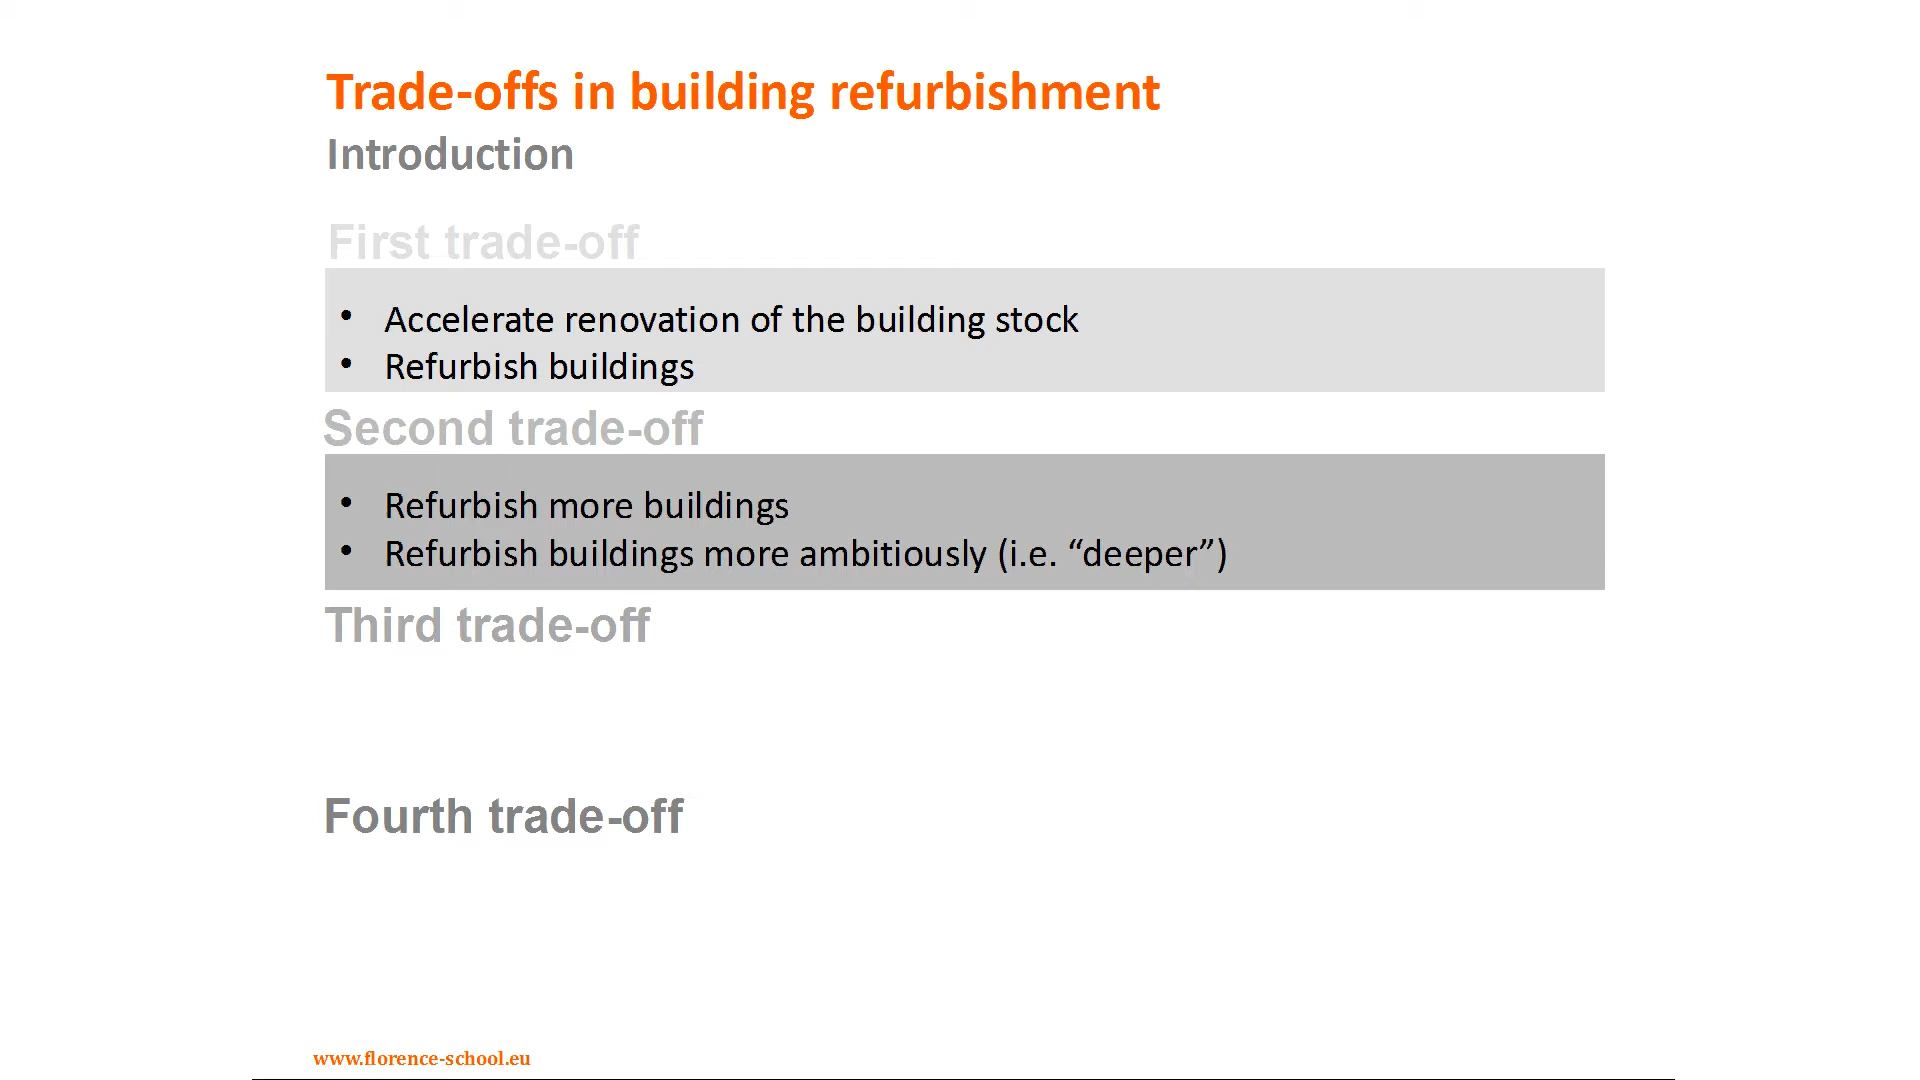 Trade-offs in building refurbishment
Introduction
First trade-off
• Accelerate renovation of the building stock
• Refurbish buildings
Second trade-off
• Refurbish more buildings
• Refurbish buildings more ambitiously (i.e. “deeper”)
Third trade-off
Fourth trade-off
www.florence-school.eu